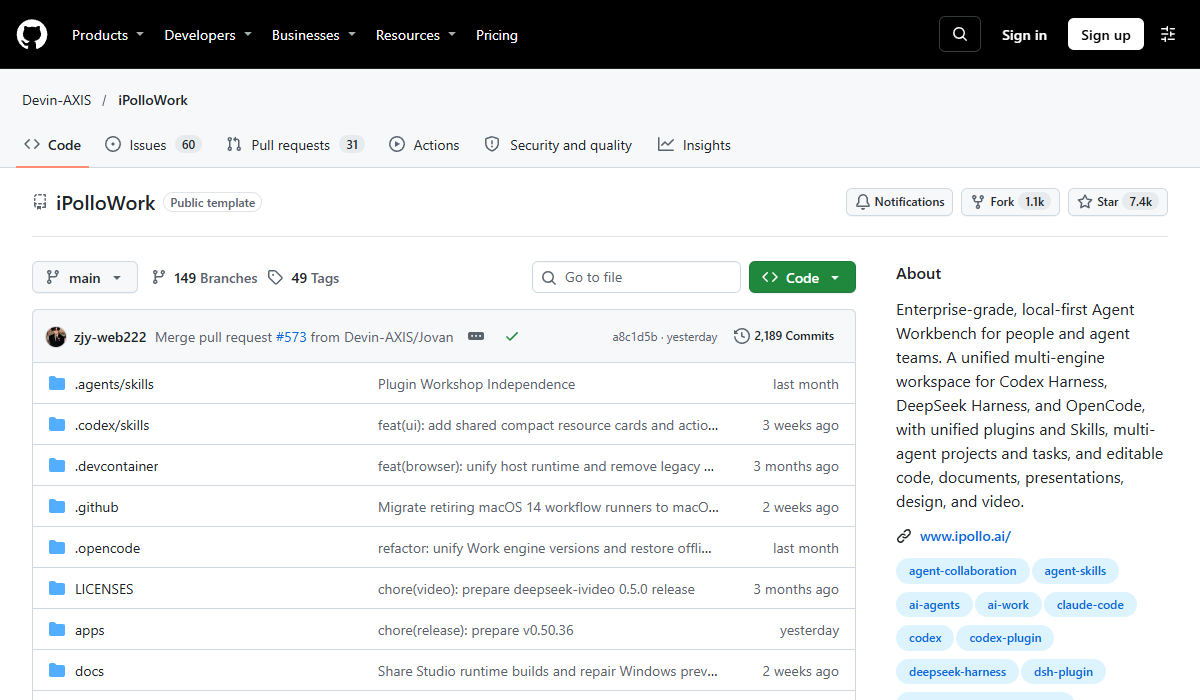 Products Developers Businesses Resources Pricing Sign in Sign up
Devin-AXIS / iPolloWork
Code Issues 60 Pull requests 31 Actions Security and quality Insights
iPolloWork Public template Notifications Fork 1.1k Star 7.4k
main 149 Branches 49 Tags Go to file Code
zjy-web222 Merge pull request #573 from Devin-AXIS/Jovan a8c1d5b · yesterday 2,189 Commits
.agents/skills Plugin Workshop Independence last month
.codex/skills feat(ui): add shared compact resource cards and actio... 3 weeks ago
.devcontainer feat(browser): unify host runtime and remove legacy ... 3 months ago
.github Migrate retiring macOS 14 workflow runners to macO... 2 weeks ago
.opencode refactor: unify Work engine versions and restore offli... last month
LICENSES chore(video): prepare deepseek-ivideo 0.5.0 release 3 months ago
apps chore(release): prepare v0.50.36 yesterday
docs Share Studio runtime builds and repair Windows prev... 2 weeks ago
About
Enterprise-grade, local-first Agent
Workbench for people and agent
teams. A unified multi-engine
workspace for Codex Harness,
DeepSeek Harness, and OpenCode,
with unified plugins and Skills, multi-
agent projects and tasks, and editable
code, documents, presentations,
design, and video.
www.ipollo.ai/
agent-collaboration agent-skills
ai-agents ai-work claude-code
codex codex-plugin
deepseek-harness dsh-plugin